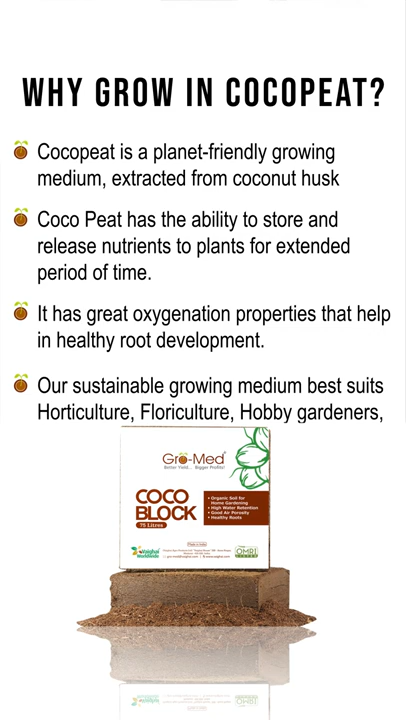 WHY GROW IN COCOPEAT?
Cocopeat is a planet-friendly growing
medium, extracted from coconut husk
Coco Peat has the ability to store and
release nutrients to plants for extended
period of time.
It has great oxygenation properties that help
in healthy root development.
Our sustainable growing medium best suits
Horticulture, Floriculture, Hobby gardeners,
Gro-Med®
Better Yield... Bigger Profits!
COCO
BLOCK
75 Litres
• Organic Soil for
Home Gardening
• High Water Retention
• Good Air Porosity
• Healthy Roots
Made in India
Vaighai
Worldwide
OMRI